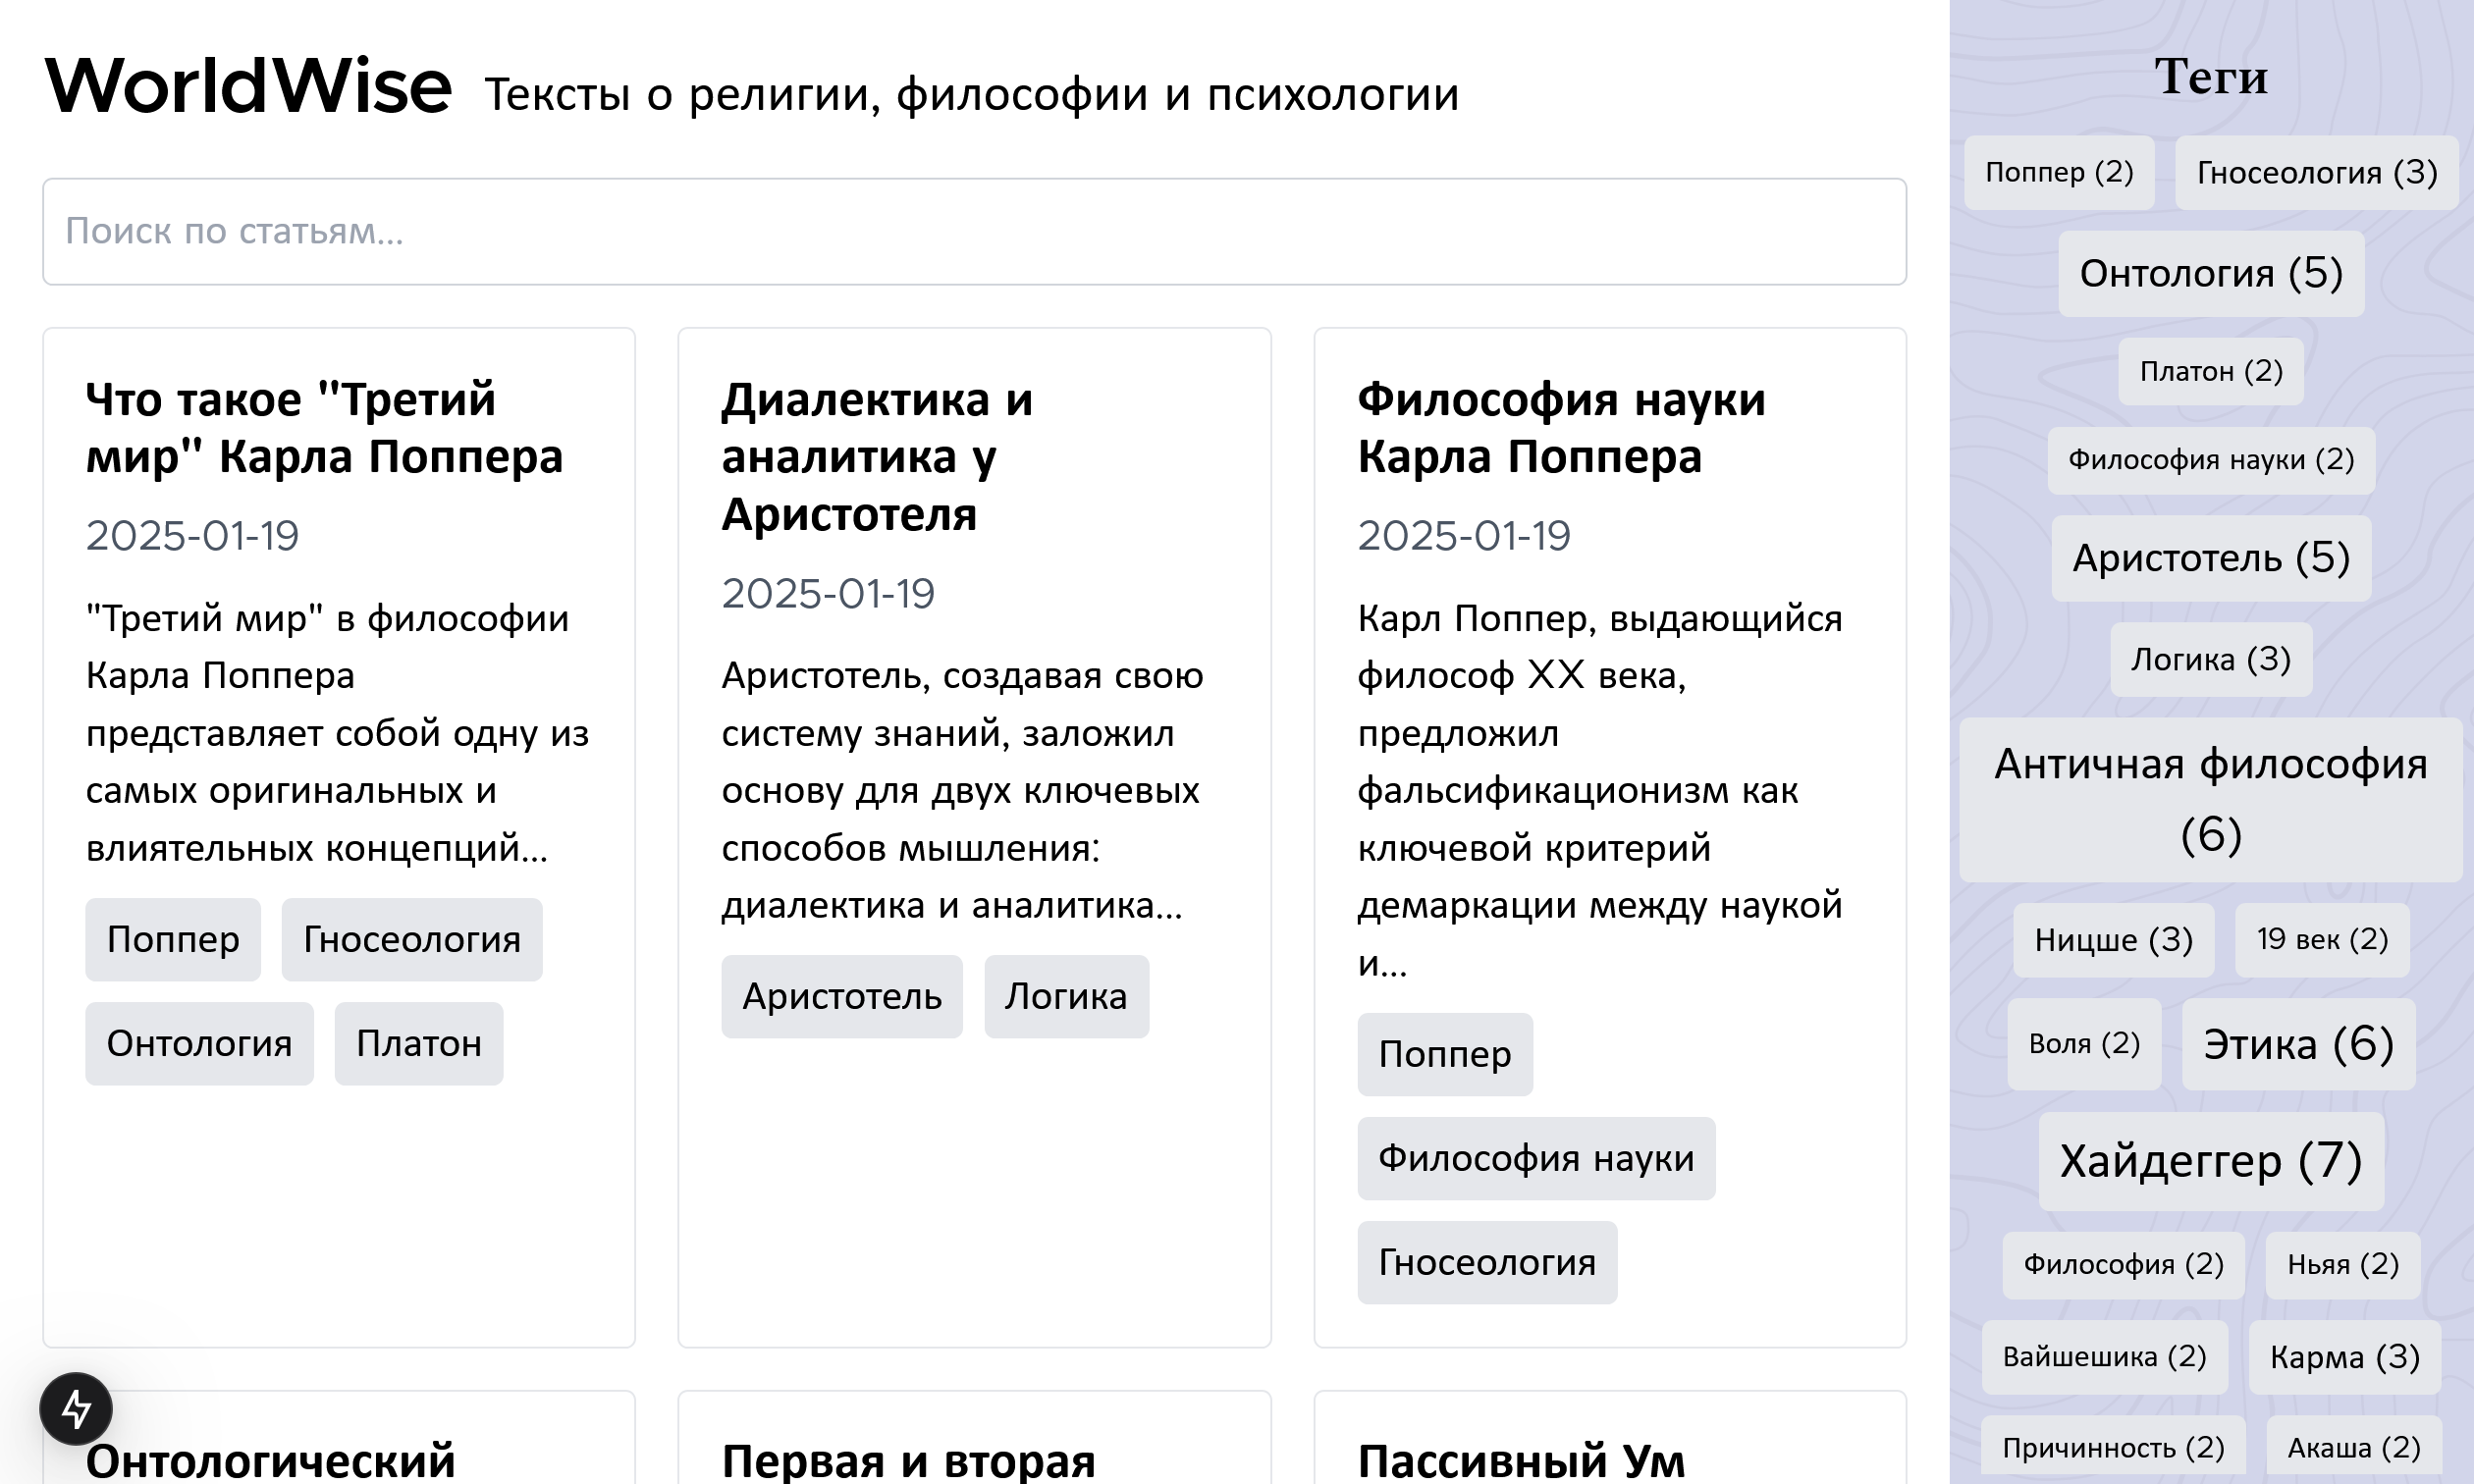 WorldWise Тексты о религии, философии и психологии
Поиск по статьям...
Что такое "Третий
мир" Карла Поппера
2025-01-19
"Третий мир" в философии
Карла Поппера
представляет собой одну из
самых оригинальных и
влиятельных концепций...
Поппер Гносеология
Онтология Платон
Диалектика и
аналитика у
Аристотеля
2025-01-19
Аристотель, создавая свою
систему знаний, заложил
основу для двух ключевых
способов мышления:
диалектика и аналитика...
Аристотель Логика
Философия науки
Карла Поппера
2025-01-19
Карл Поппер, выдающийся
философ XX века,
предложил
фальсификационизм как
ключевой критерий
демаркации между наукой
и...
Поппер
Философия науки
Гносеология
Онтологический
Первая и вторая
Пассивный Ум
Теги
Поппер (2) Гносеология (3)
Онтология (5)
Платон (2)
Философия науки (2)
Аристотель (5)
Логика (3)
Античная философия
(6)
Ницше (3) 19 век (2)
Воля (2) Этика (6)
Хайдеггер (7)
Философия (2) Ньяя (2)
Вайшешика (2) Карма (3)
Причинность (2) Акаша (2)